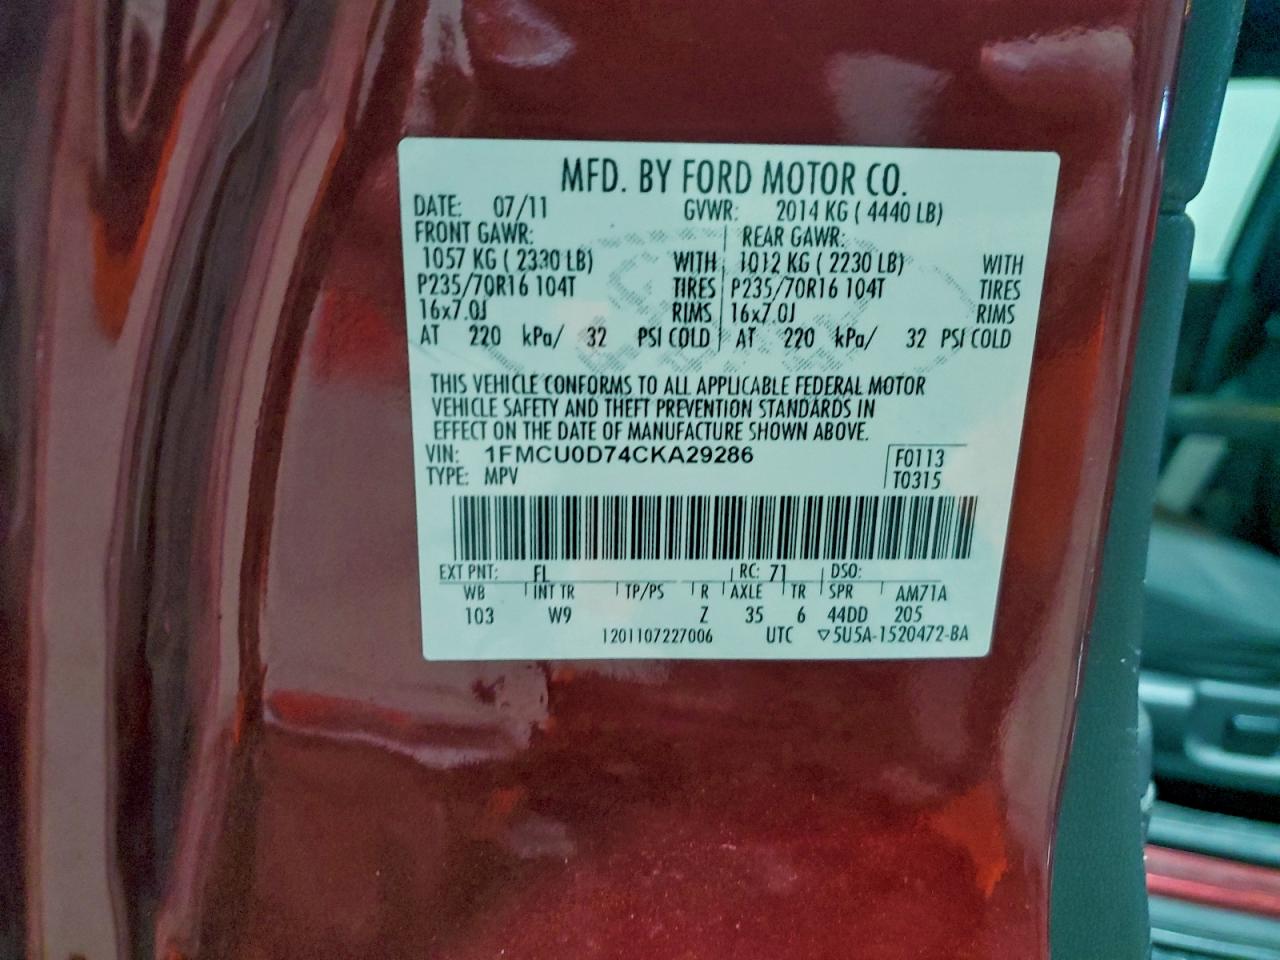 MFD. BY FORD MOTOR CO.
DATE: 07/11 GVWR: 2014 KG ( 4440 LB)
FRONT GAWR: REAR GAWR:
1057 KG ( 2330 LB) WITH 1012 KG ( 2230 LB) WITH
P235/70R16 104T TIRES P235/70R16 104T TIRES
16x7.0J RIMS 16x7.0J RIMS
AT 220 kPa/ 32 PSI COLD AT 220 kPa/ 32 PSI COLD
THIS VEHICLE CONFORMS TO ALL APPLICABLE FEDERAL MOTOR
VEHICLE SAFETY AND THEFT PREVENTION STANDARDS IN
EFFECT ON THE DATE OF MANUFACTURE SHOWN ABOVE.
VIN: 1FMCU0D74CKA29286 F0113
TYPE: MPV T0315
EXT PNT: FL RC: 71 DSO:
WB INT TR TP/PS R AXLE TR SPR AM71A
103 W9 Z 35 6 44DD 205
1201107227006 UTC ▽5U5A-1520472-BA